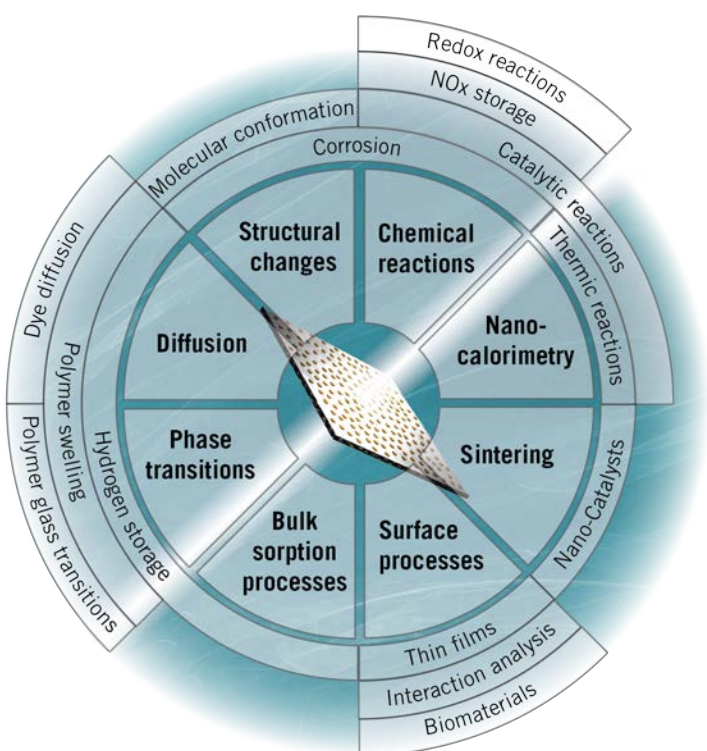 Redox reactions
NOx storage
Molecular conformation
Corrosion
Catalytic reactions
Thermic reactions
Structural
changes
Chemical
reactions
Dye diffusion
Diffusion
Nano-
calorimetry
Polymer swelling
Hydrogen storage
Polymer glass transitions
Phase
transitions
Sintering
Nano-Catalysts
Bulk
sorption
processes
Surface
processes
Thin films
Interaction analysis
Biomaterials